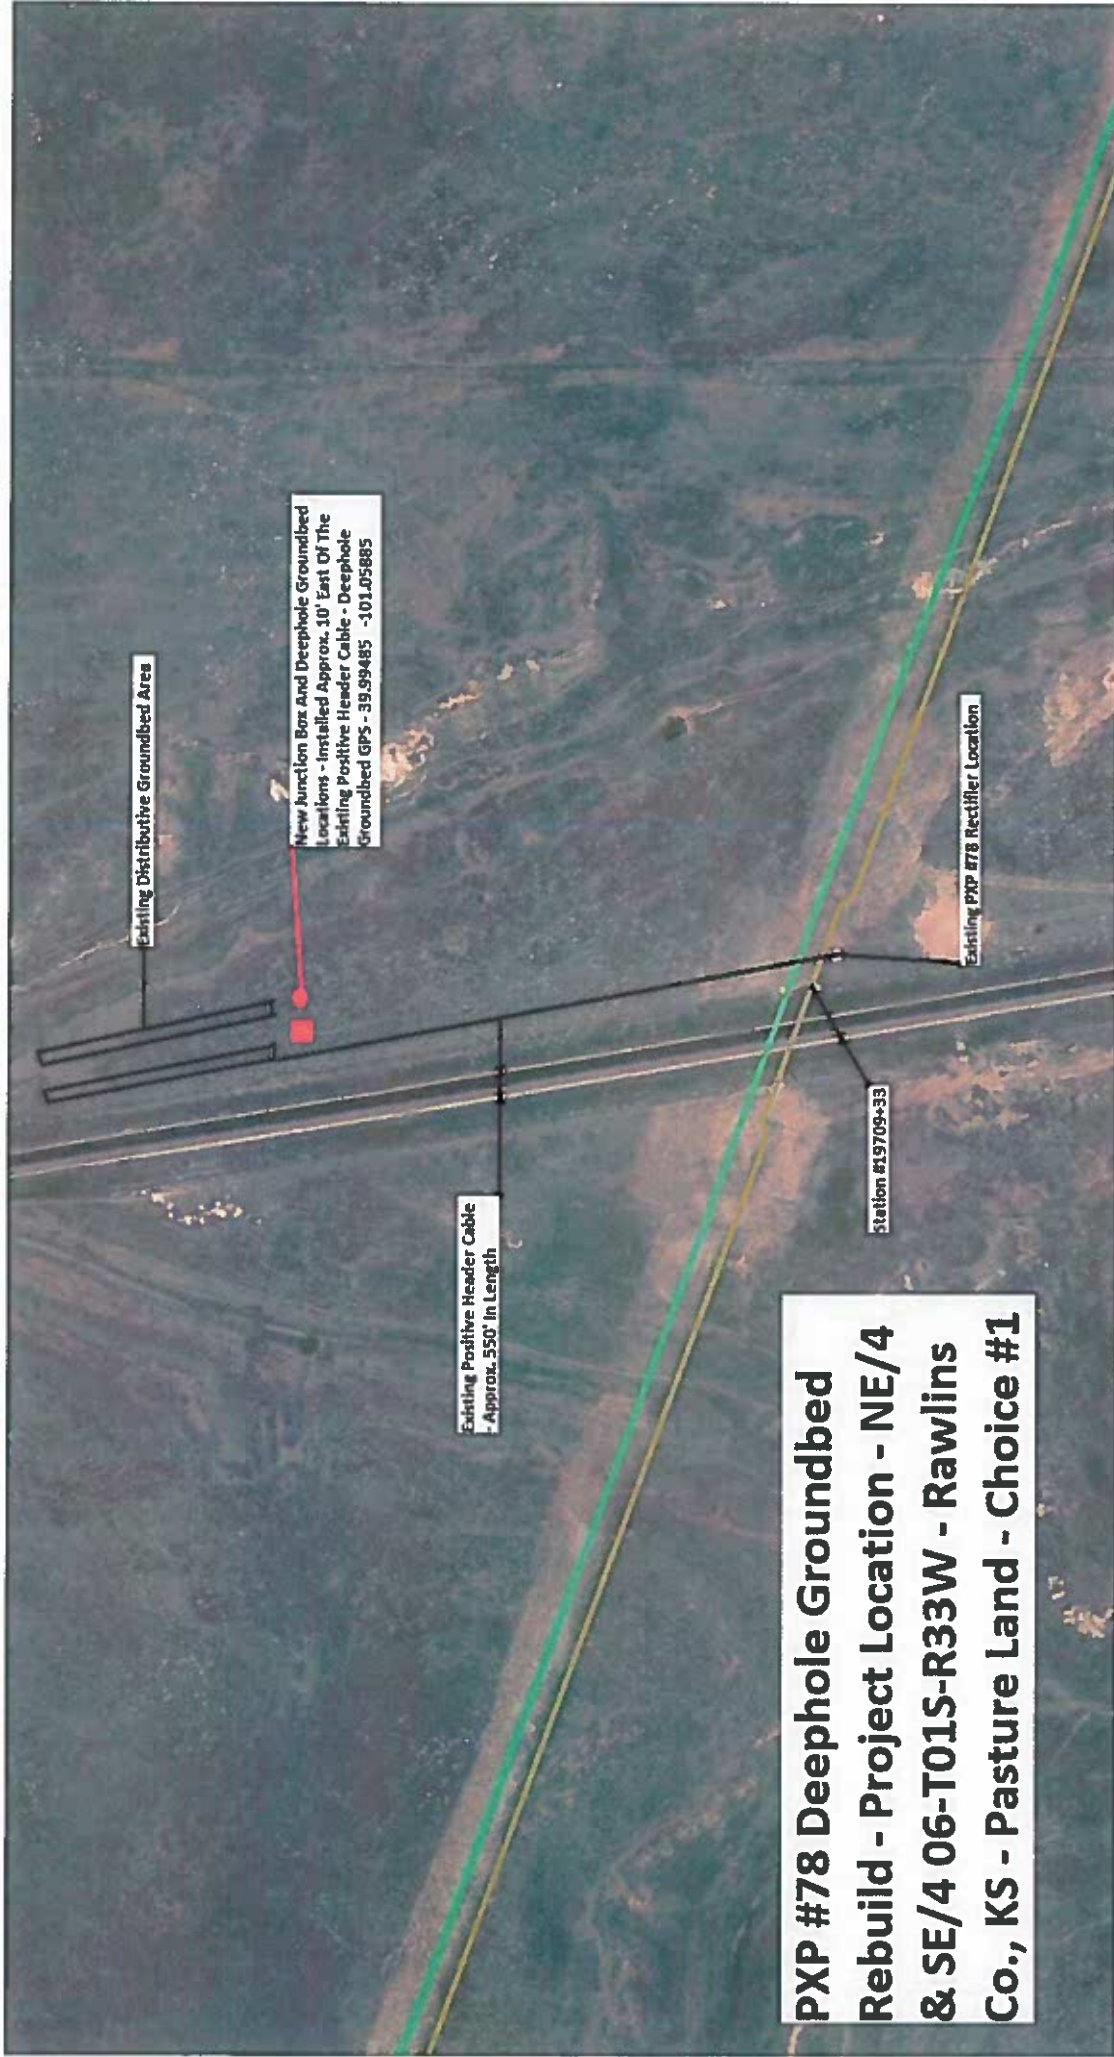 Existing Distributive Groundbed Area
New Junction Box And Deephole Groundbed
Locations - Installed Approx. 10' East Of The
Existing Positive Header Cable - Deephole
Groundbed GPS - 39.99485 -101.05885
Existing Positive Header Cable
- Approx. 550' In Length
Existing PXP #78 Rectifier Location
Station #19709+33
PXP #78 Deephole Groundbed
Rebuild - Project Location - NE/4
& SE/4 06-T01S-R33W - Rawlins
Co., KS - Pasture Land - Choice #1